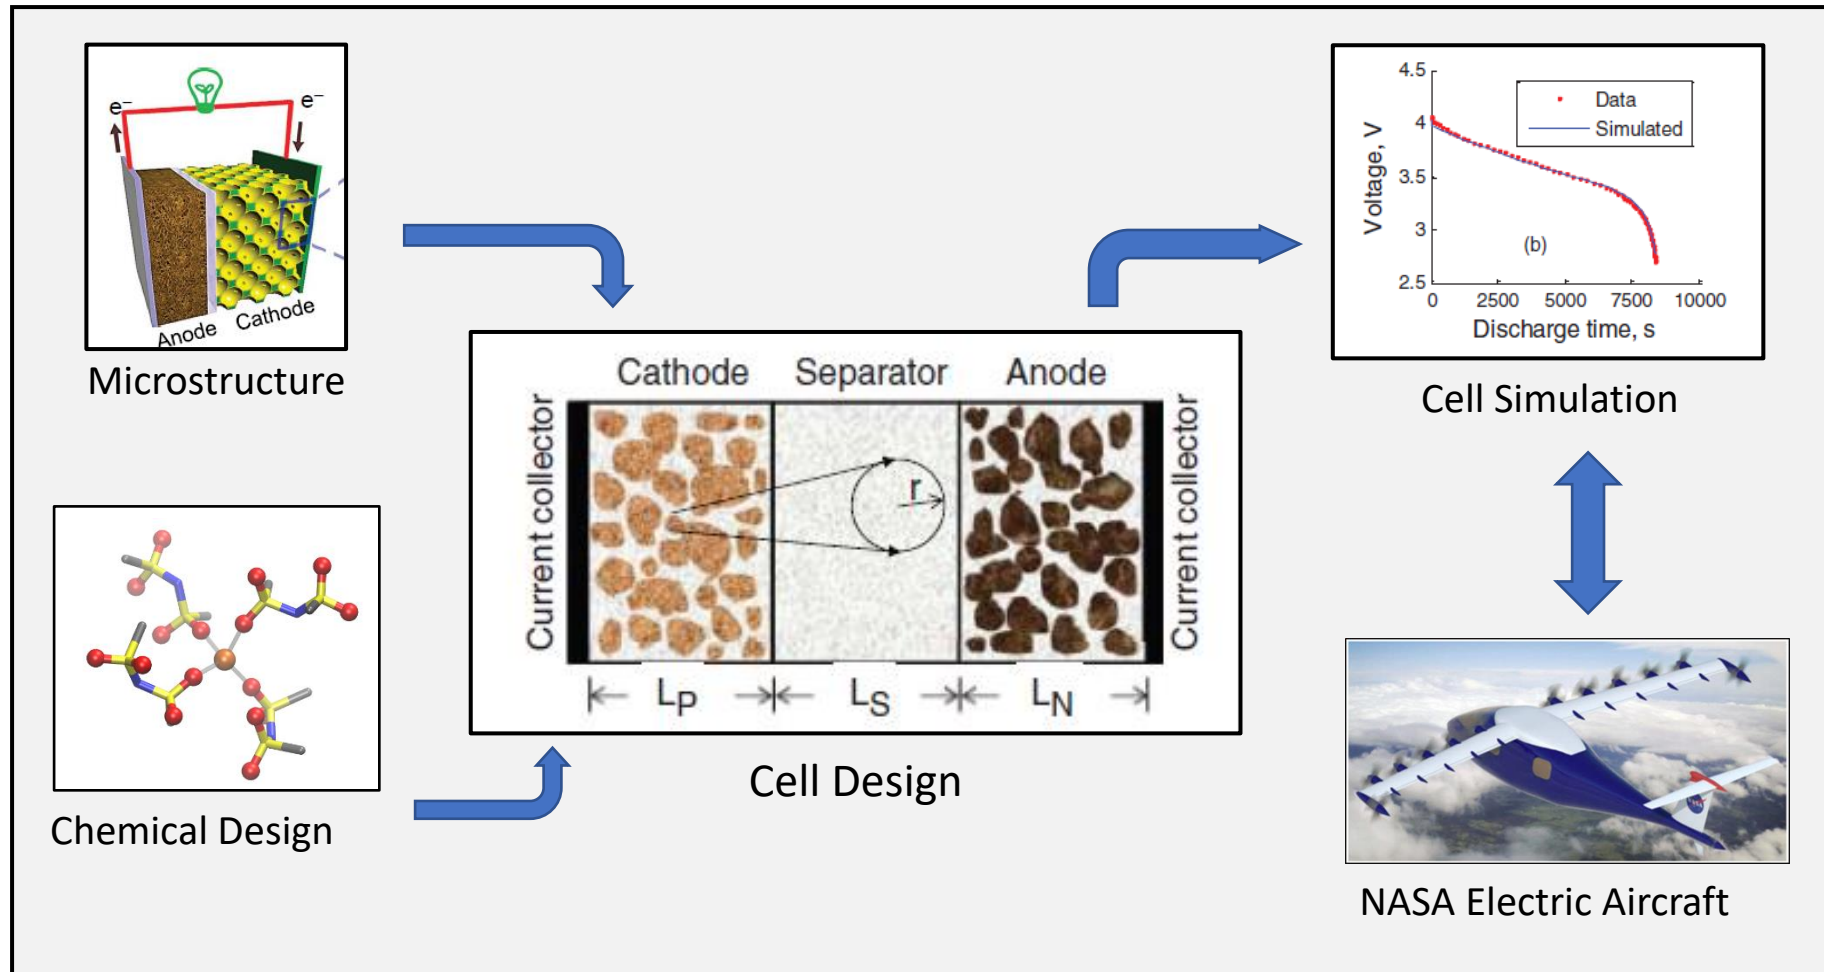 e⁻
e⁻
Anode
Cathode
Microstructure
Chemical Design
Cathode
Separator
Anode
Current collector
r
Current collector
L_P
L_S
L_N
Cell Design
4.5
4
3.5
3
2.5
Voltage, V
Data
Simulated
(b)
0
2500
5000
7500
10000
Discharge time, s
Cell Simulation
NASA Electric Aircraft